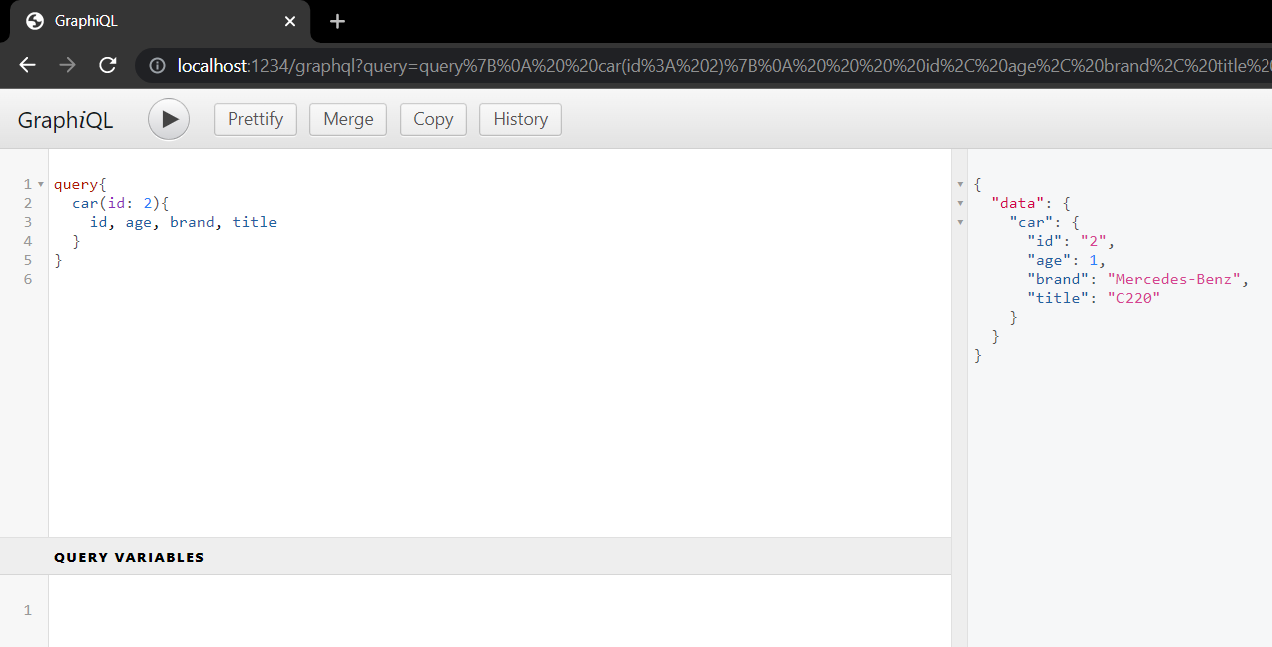 GraphiQL
localhost:1234/graphql?query=query%7B%0A%20%20car(id%3A%202)%7B%0A%20%20%20%20id%2C%20age%2C%20brand%2C%20title%20
GraphiQL Prettify Merge Copy History
1 query{
2 car(id: 2){
3 id, age, brand, title
4 }
5 }
6
{
"data": {
"car": {
"id": "2",
"age": 1,
"brand": "Mercedes-Benz",
"title": "C220"
}
}
}
QUERY VARIABLES
1